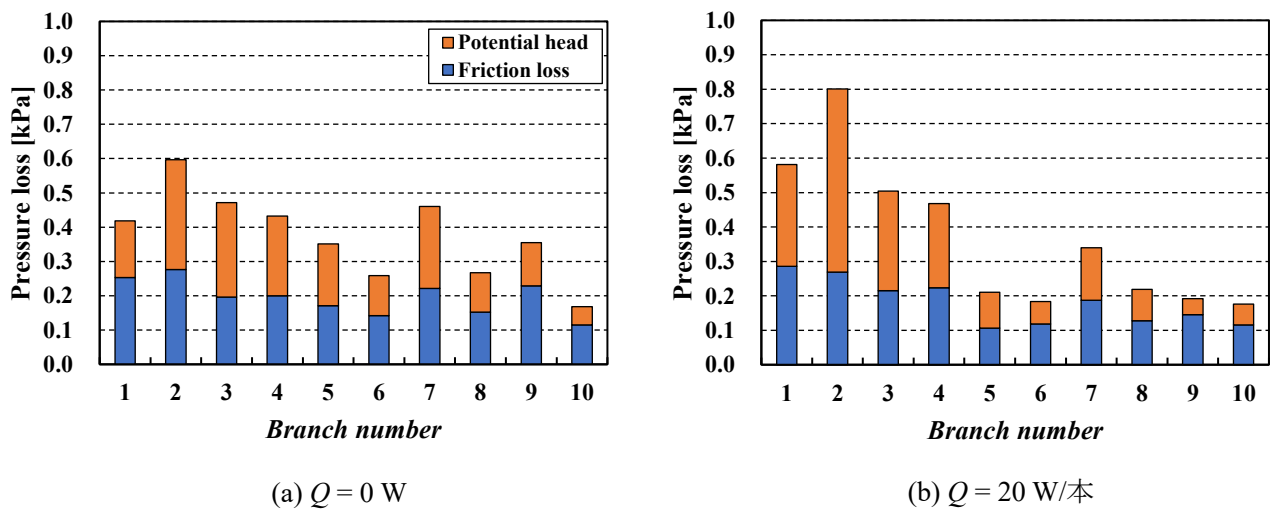 1.0
0.9
0.8
0.7
0.6
0.5
0.4
0.3
0.2
0.1
0.0
Pressure loss [kPa]
Potential head
Friction loss
1 2 3 4 5 6 7 8 9 10
Branch number
(a) Q = 0 W
1.0
0.9
0.8
0.7
0.6
0.5
0.4
0.3
0.2
0.1
0.0
Pressure loss [kPa]
1 2 3 4 5 6 7 8 9 10
Branch number
(b) Q = 20 W/本